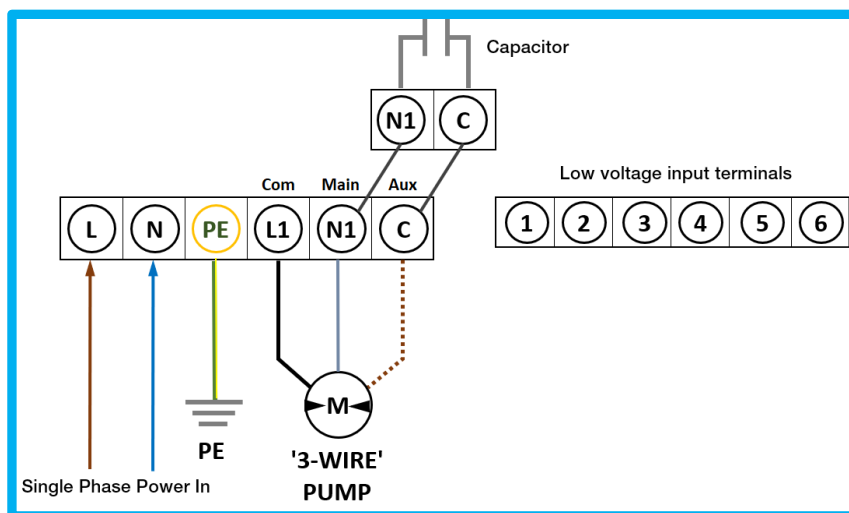 Capacitor
N1 C
Low voltage input terminals
Com Main Aux
L N PE L1 N1 C
1 2 3 4 5 6
M
PE
'3-WIRE'
PUMP
Single Phase Power In